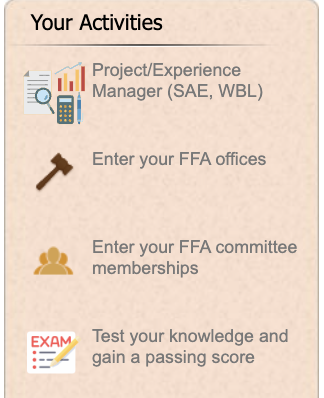 Your Activities
Project/Experience
Manager (SAE, WBL)
Enter your FFA offices
Enter your FFA committee
memberships
EXAM
Test your knowledge and
gain a passing score